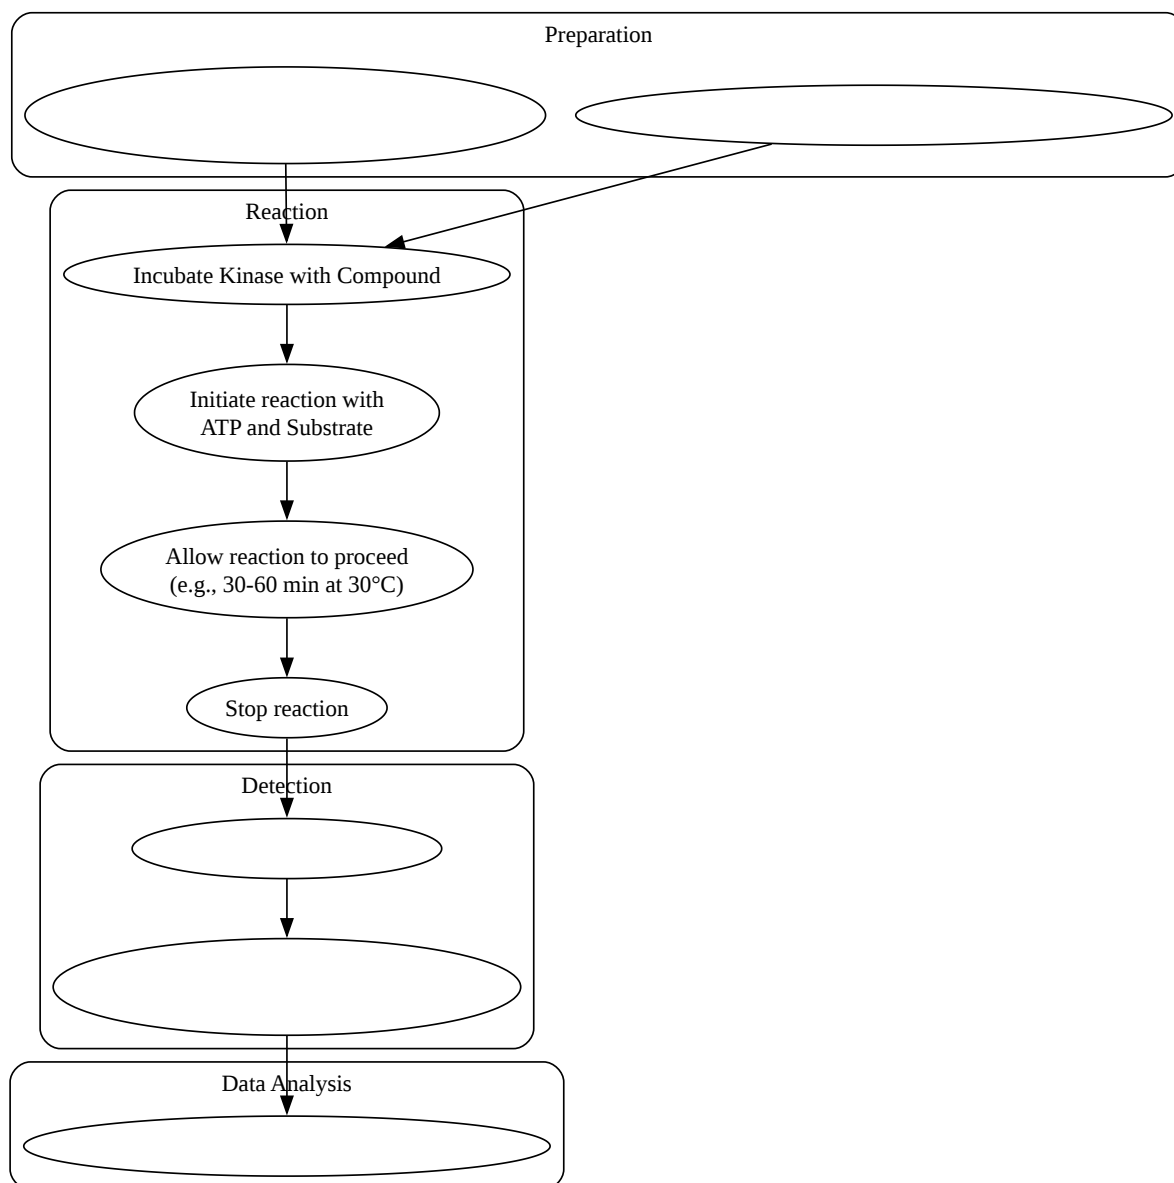 Preparation
Reaction
Incubate Kinase with Compound
Initiate reaction with
ATP and Substrate
Allow reaction to proceed
(e.g., 30-60 min at 30°C)
Stop reaction
Detection
Data Analysis